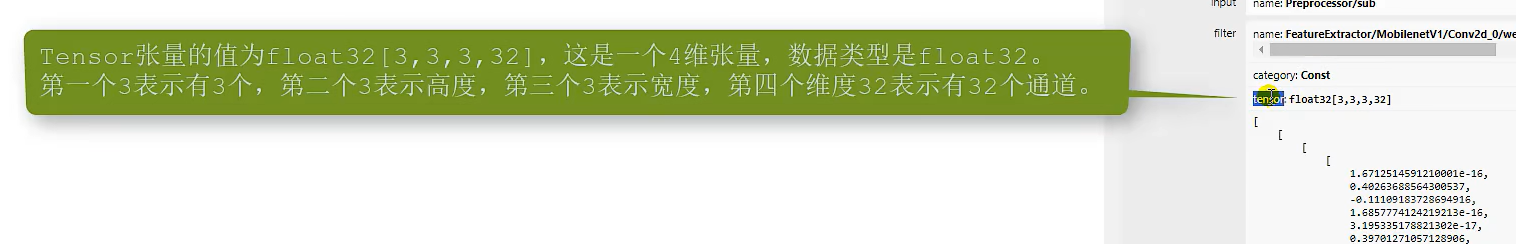 input
name: Preprocessor/sub
Tensor张量的值为float32[3,3,3,32]，这是一个4维张量，数据类型是float32。
第一个3表示有3个，第二个3表示高度，第三个3表示宽度，第四个维度32表示有32个通道。
filter
name: FeatureExtractor/MobilenetV1/Conv2d_0/we
category: Const
tensor: float32[3,3,3,32]
[
[
[
[
1.6712514591210001e-16,
0.40263688564300537,
-0.11109183728694916,
1.6857774124219213e-16,
3.195335178821302e-17,
0.39701271057128906,